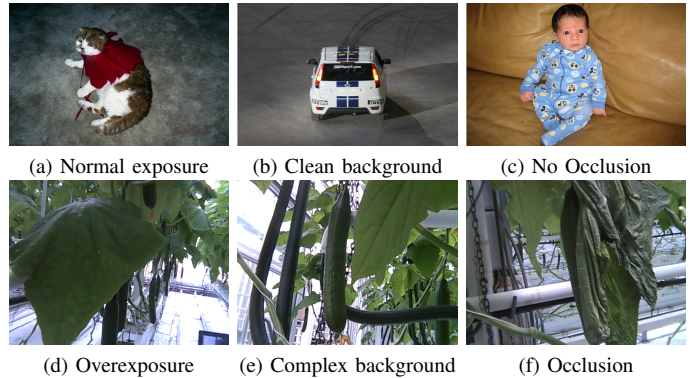 (a) Normal exposure
(b) Clean background
(c) No Occlusion
(d) Overexposure
(e) Complex background
(f) Occlusion